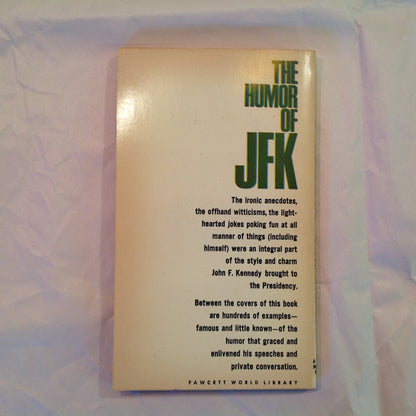 THE
HUMOR
OF
JFK
The ironic anecdotes,
the offhand witticisms, the light-
hearted jokes poking fun at all
manner of things (including
himself) were an integral part
of the style and charm
John F. Kennedy brought to
the Presidency.
Between the covers of this book
are hundreds of examples—
famous and little known—of the
humor that graced and
enlivened his speeches and
private conversation.
FAWCETT WORLD LIBRARY